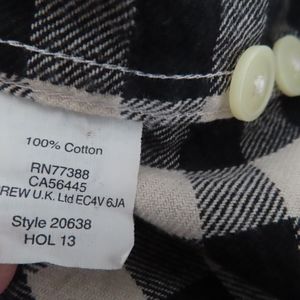 100% Cotton
RN77388
CA56445
REW U.K. Ltd EC4V 6JA
Style 20638
HOL 13